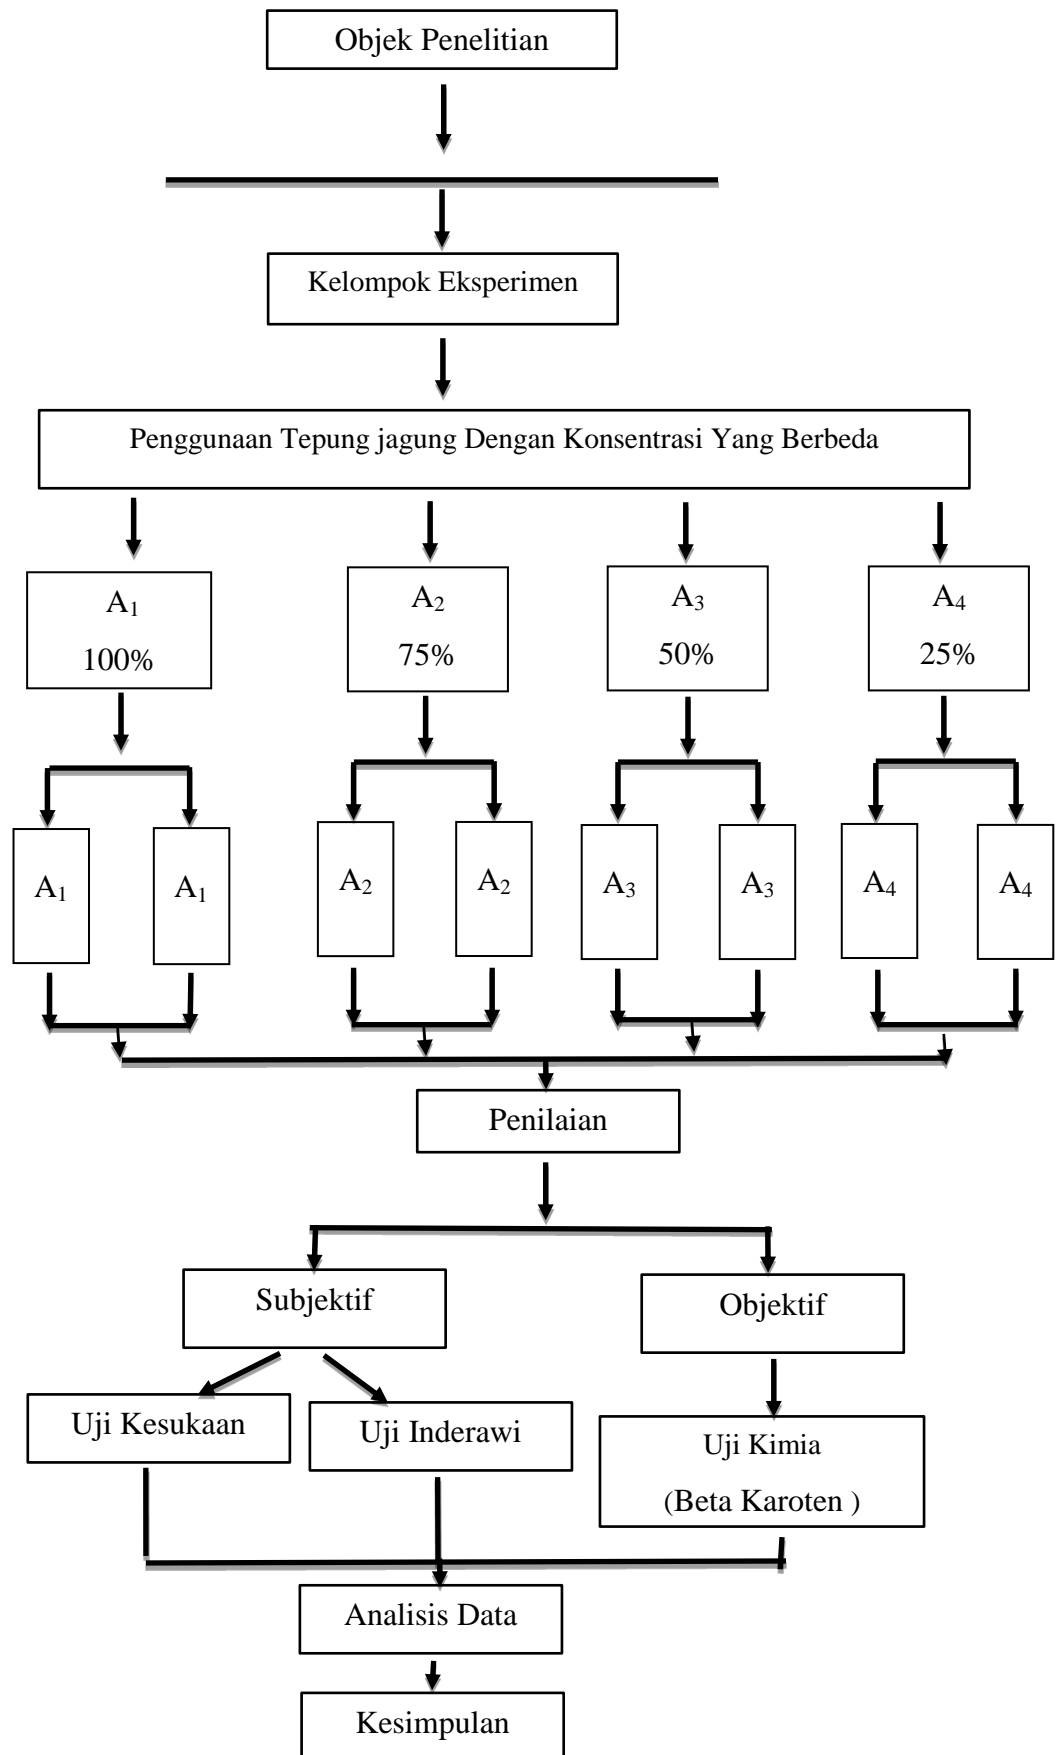 Objek Penelitian
Kelompok Eksperimen
Penggunaan Tepung jagung Dengan Konsentrasi Yang Berbeda
A₁
100%
A₂
75%
A₃
50%
A₄
25%
A₁
A₁
A₂
A₂
A₃
A₃
A₄
A₄
Penilaian
Subjektif
Objektif
Uji Kesukaan
Uji Inderawi
Uji Kimia
(Beta Karoten )
Analisis Data
Kesimpulan